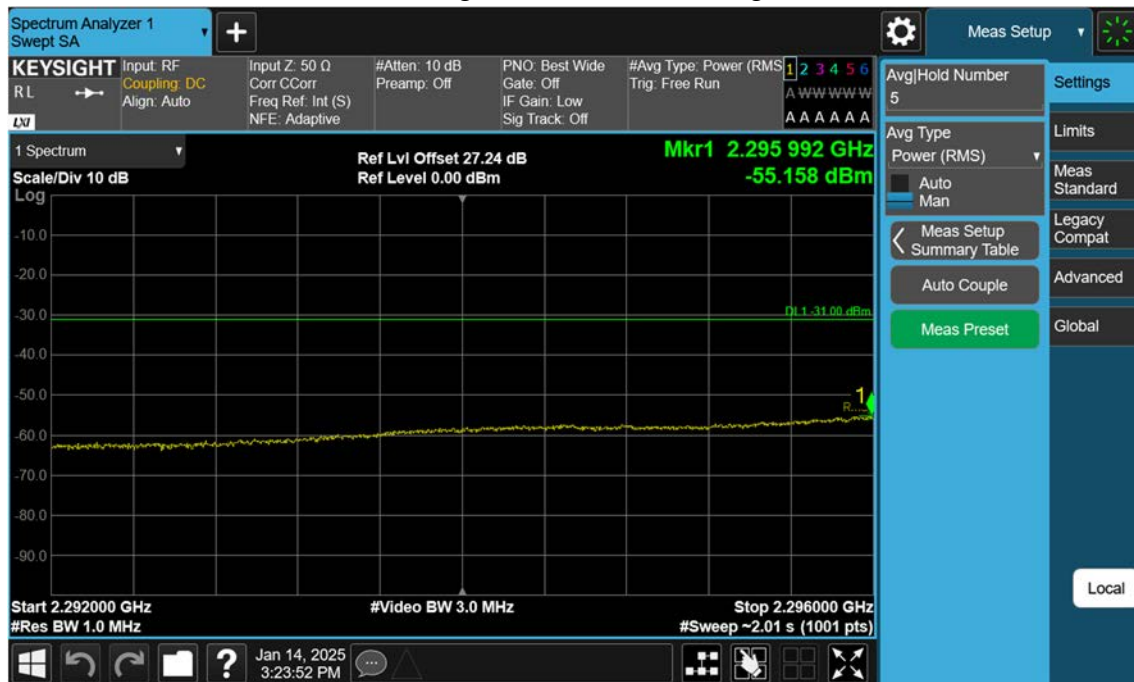 Spectrum Analyzer 1
Swept SA
Meas Setup
KEYSIGHT
R L
LXI
Input: RF
Coupling: DC
Align: Auto
Input Z: 50 Ω
Corr CCorr
Freq Ref: Int (S)
NFE: Adaptive
#Atten: 10 dB
Preamp: Off
PNO: Best Wide
Gate: Off
IF Gain: Low
Sig Track: Off
#Avg Type: Power (RMS
Trig: Free Run
1 2 3 4 5 6
A W W W W W
A A A A A A
1 Spectrum
Scale/Div 10 dB
Log
Ref Lvl Offset 27.24 dB
Ref Level 0.00 dBm
Mkr1 2.295 992 GHz
-55.158 dBm
-10.0
-20.0
-30.0
DL1 -31.00 dBm
-40.0
-50.0
1
-60.0
-70.0
-80.0
-90.0
Start 2.292000 GHz
#Res BW 1.0 MHz
#Video BW 3.0 MHz
Stop 2.296000 GHz
#Sweep ~2.01 s (1001 pts)
Avg|Hold Number
5
Avg Type
Power (RMS)
Auto
Man
Meas Setup
Summary Table
Auto Couple
Meas Preset
Settings
Limits
Meas
Standard
Legacy
Compat
Advanced
Global
Local
?
Jan 14, 2025
3:23:52 PM